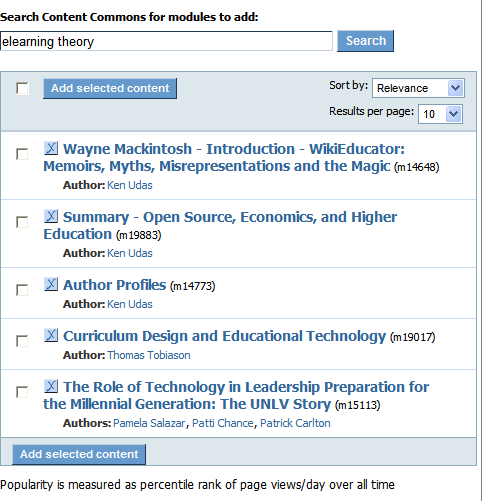 Search Content Commons for modules to add:
elearning theory
Search
Add selected content
Sort by: Relevance
Results per page: 10
Wayne Mackintosh - Introduction - WikiEducator:
Memoirs, Myths, Misrepresentations and the Magic (m14648)
Author: Ken Udas
Summary - Open Source, Economics, and Higher
Education (m19883)
Author: Ken Udas
Author Profiles (m14773)
Author: Ken Udas
Curriculum Design and Educational Technology (m19017)
Author: Thomas Tobiason
The Role of Technology in Leadership Preparation for
the Millennial Generation: The UNLV Story (m15113)
Authors: Pamela Salazar, Patti Chance, Patrick Carlton
Add selected content
Popularity is measured as percentile rank of page views/day over all time